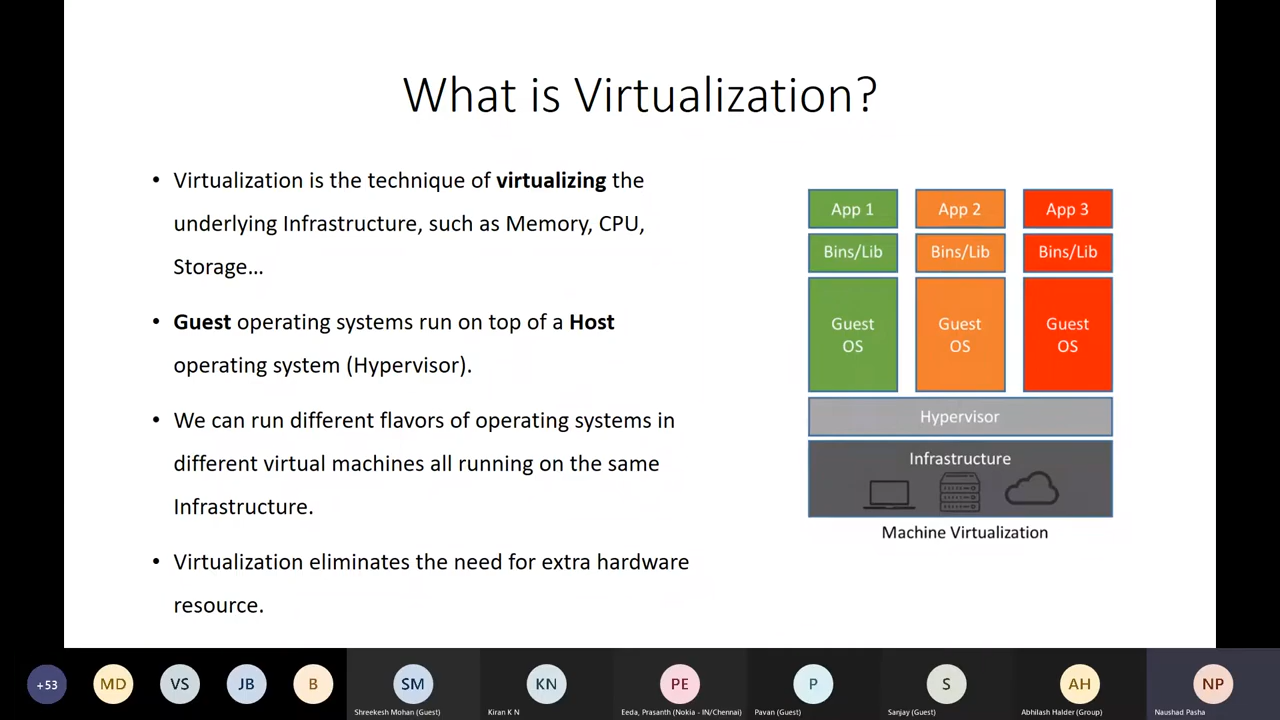 What is Virtualization?
• Virtualization is the technique of virtualizing the
underlying Infrastructure, such as Memory, CPU,
Storage…
• Guest operating systems run on top of a Host
operating system (Hypervisor).
• We can run different flavors of operating systems in
different virtual machines all running on the same
Infrastructure.
• Virtualization eliminates the need for extra hardware
resource.
App 1 App 2 App 3
Bins/Lib Bins/Lib Bins/Lib
Guest Guest Guest
OS OS OS
Hypervisor
Infrastructure
Machine Virtualization
+53 MD VS JB B SM KN PE P S AH NP
Shreekesh Mohan (Guest) Kiran K N Eeda, Prasanth (Nokia - IN/Chennai) Pavan (Guest) Sanjay (Guest) Abhilash Halder (Group) Naushad Pasha